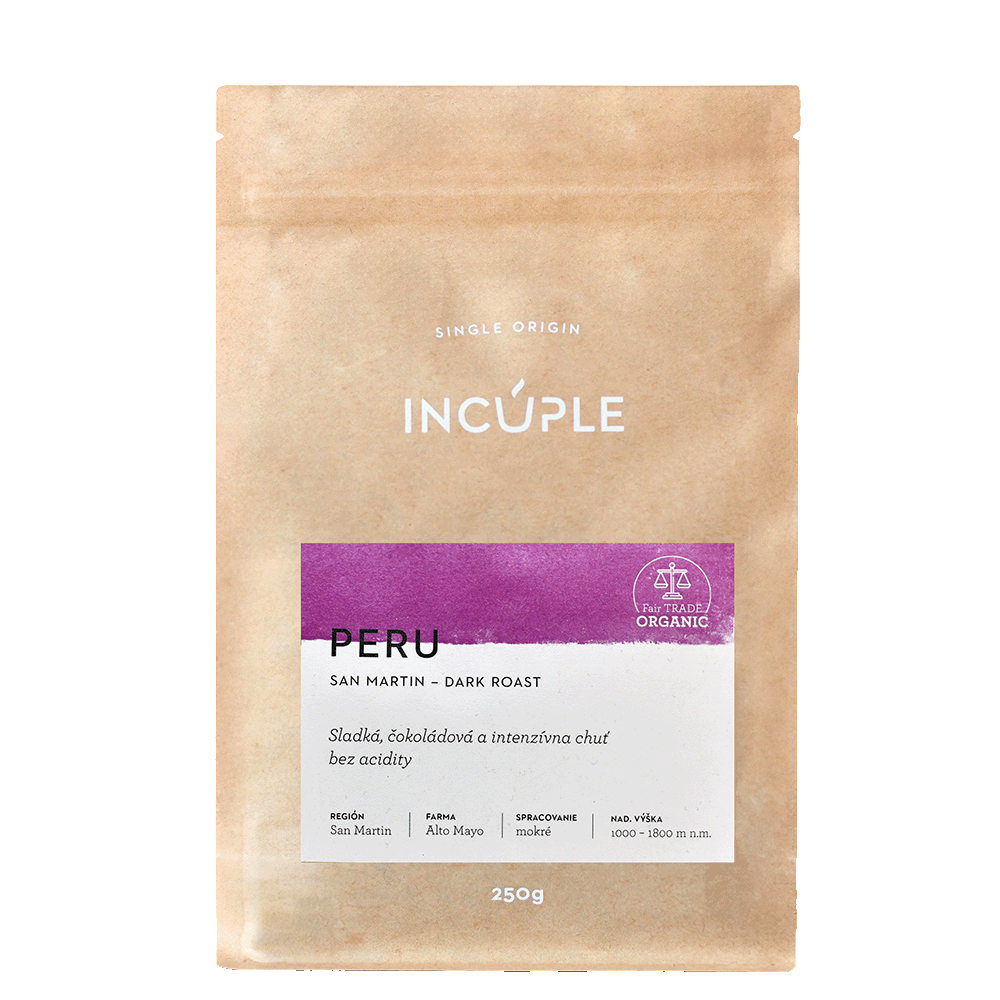 SINGLE ORIGIN
INCUPLE
Fair TRADE
ORGANIC
PERU
SAN MARTIN – DARK ROAST
Sladká, čokoládová a intenzívna chuť
bez acidity
REGIÓN
San Martin
FARMA
Alto Mayo
SPRACOVANIE
mokré
NAD. VÝŠKA
1000 – 1800 m n.m.
250g